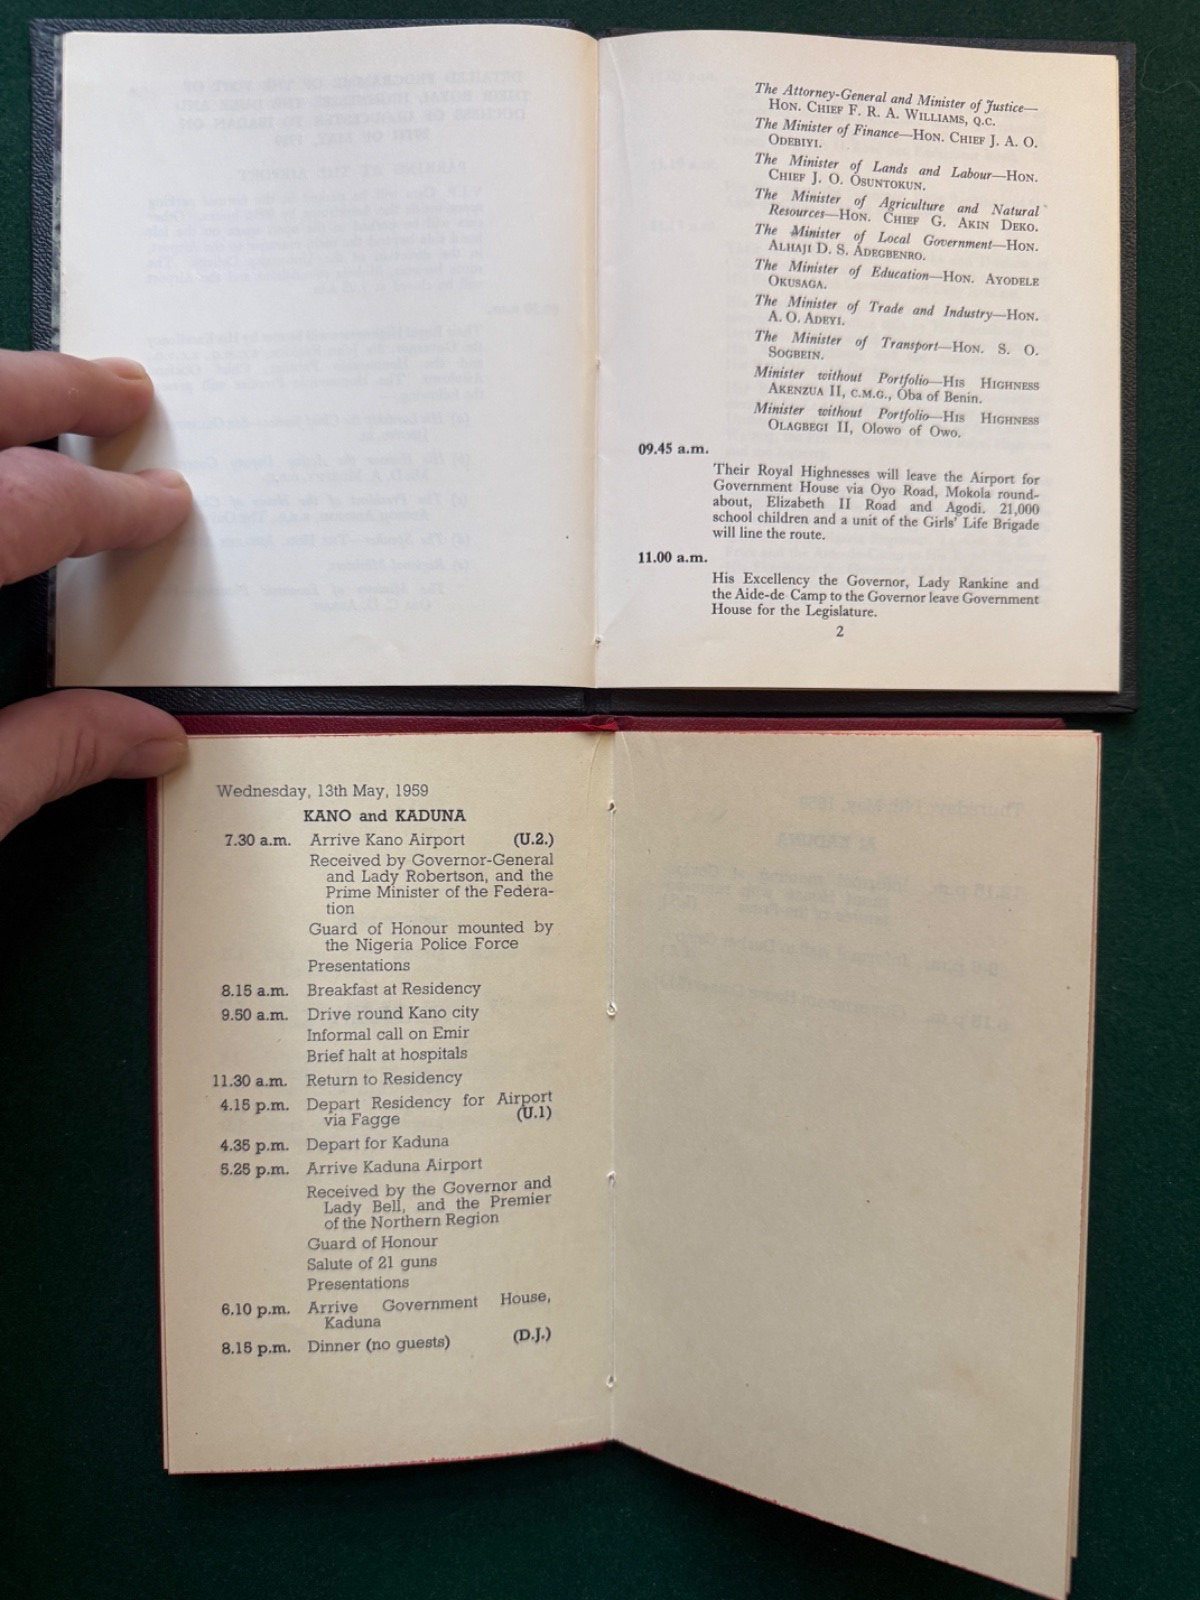 The Attorney-General and Minister of Justice—
HON. CHIEF F. R. A. WILLIAMS, Q.C.
The Minister of Finance—HON. CHIEF J. A. O.
ODEBIYI.
The Minister of Lands and Labour—HON.
CHIEF J. O. OSUNTOKUN.
The Minister of Agriculture and Natural
Resources—HON. CHIEF G. AKIN DEKO.
The Minister of Local Government—HON.
ALHAJI D. S. ADEGBENRO.
The Minister of Education—HON. AYODELE
OKUSAGA.
The Minister of Trade and Industry—HON.
A. O. ADEYI.
The Minister of Transport—HON. S. O.
SOGBEIN.
Minister without Portfolio—HIS HIGHNESS
AKENZUA II, C.M.G., Oba of Benin.
Minister without Portfolio—HIS HIGHNESS
OLAGBEGI II, Olowo of Owo.
09.45 a.m.
Their Royal Highnesses will leave the Airport for
Government House via Oyo Road, Mokola round-
about, Elizabeth II Road and Agodi. 21,000
school children and a unit of the Girls' Life Brigade
will line the route.
11.00 a.m.
His Excellency the Governor, Lady Rankine and
the Aide-de Camp to the Governor leave Government
House for the Legislature.
2
Wednesday, 13th May, 1959
KANO and KADUNA
7.30 a.m. Arrive Kano Airport (U.2.)
Received by Governor-General
and Lady Robertson, and the
Prime Minister of the Federa-
tion
Guard of Honour mounted by
the Nigeria Police Force
Presentations
8.15 a.m. Breakfast at Residency
9.50 a.m. Drive round Kano city
Informal call on Emir
Brief halt at hospitals
11.30 a.m. Return to Residency
4.15 p.m. Depart Residency for Airport
via Fagge (U.1)
4.35 p.m. Depart for Kaduna
5.25 p.m. Arrive Kaduna Airport
Received by the Governor and
Lady Bell, and the Premier
of the Northern Region
Guard of Honour
Salute of 21 guns
Presentations
6.10 p.m. Arrive Government House,
Kaduna
8.15 p.m. Dinner (no guests) (D.J.)